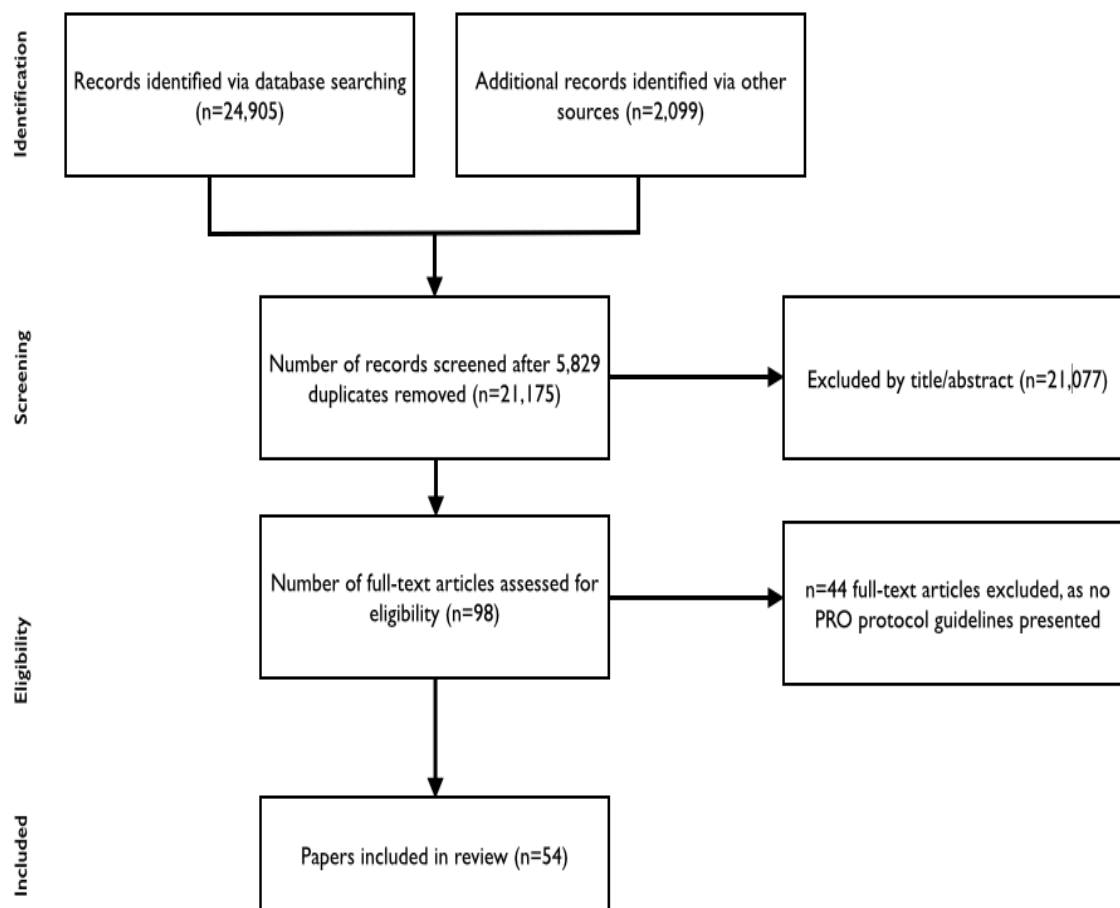 Identification
Records identified via database searching
(n=24,905)
Additional records identified via other
sources (n=2,099)
Screening
Number of records screened after 5,829
duplicates removed (n=21,175)
Excluded by title/abstract (n=21,077)
Eligibility
Number of full-text articles assessed for
eligibility (n=98)
n=44 full-text articles excluded, as no
PRO protocol guidelines presented
Included
Papers included in review (n=54)